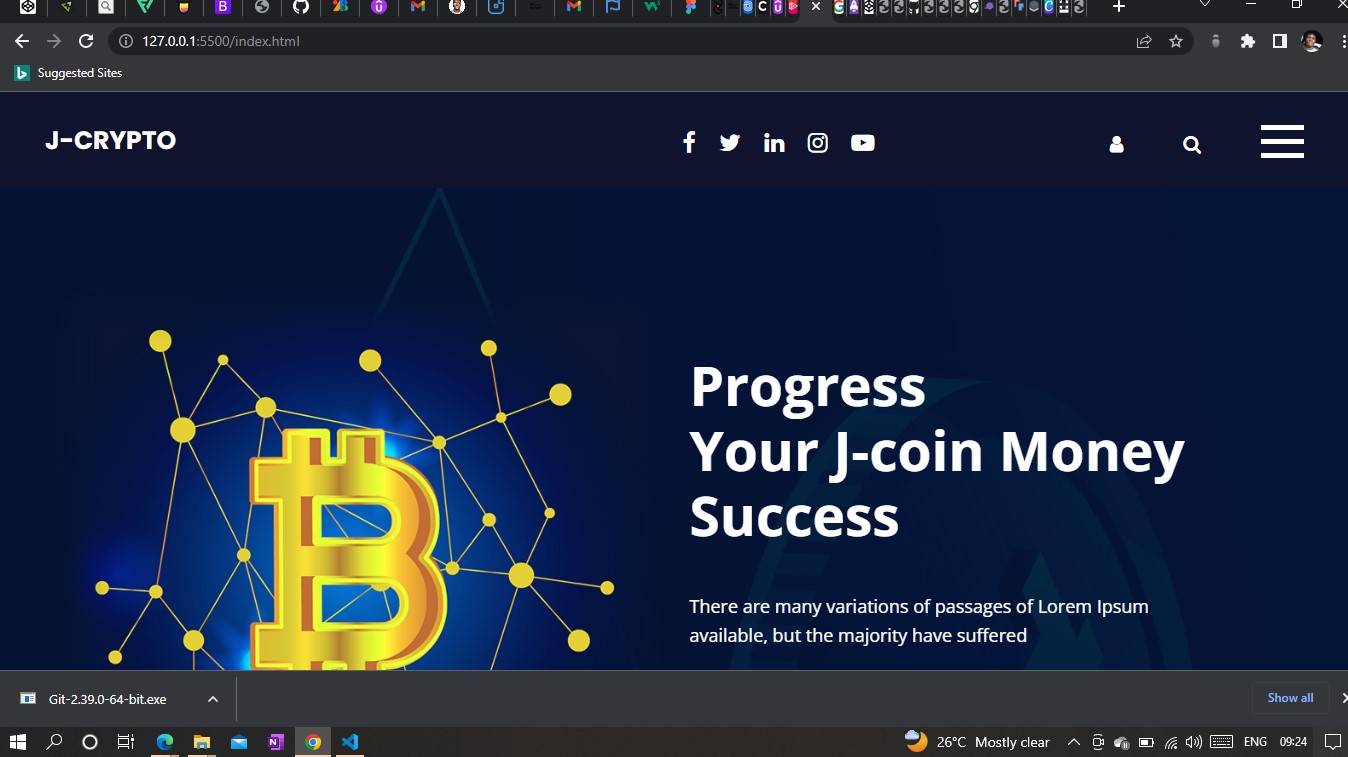 127.0.0.1:5500/index.html
Suggested Sites
J-CRYPTO
Progress
Your J-coin Money
Success
There are many variations of passages of Lorem Ipsum
available, but the majority have suffered
Git-2.39.0-64-bit.exe
Show all
26°C Mostly clear
ENG
09:24